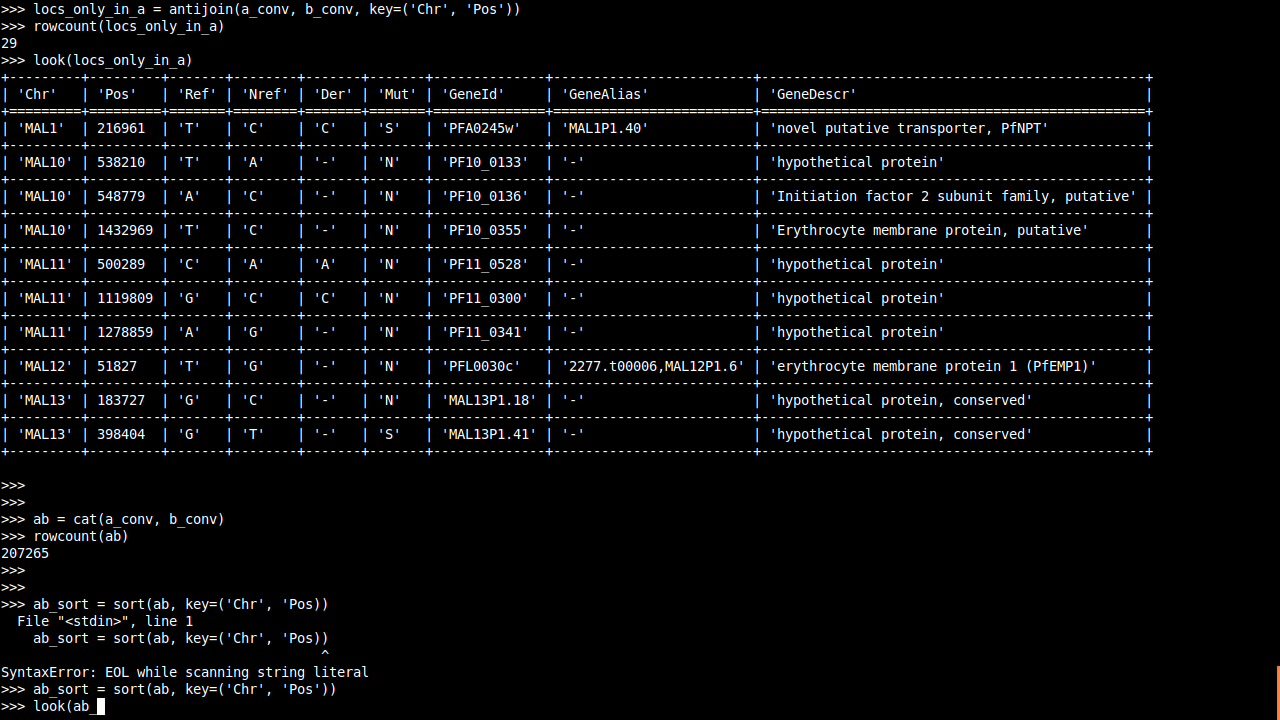 >>> locs_only_in_a = antijoin(a_conv, b_conv, key=('Chr', 'Pos'))
>>> rowcount(locs_only_in_a)
29
>>> look(locs_only_in_a)
+---------+---------+-------+--------+-------+-------+--------------+-------------------------+------------------------------------------------+
| 'Chr'   | 'Pos'   | 'Ref' | 'Nref' | 'Der' | 'Mut' | 'GeneId'     | 'GeneAlias'             | 'GeneDescr'                                    |
+=========+=========+=======+========+=======+=======+==============+=========================+================================================+
| 'MAL1'  | 216961  | 'T'   | 'C'    | 'C'   | 'S'   | 'PFA0245w'   | 'MAL1P1.40'             | 'novel putative transporter, PfNPT'            |
+---------+---------+-------+--------+-------+-------+--------------+-------------------------+------------------------------------------------+
| 'MAL10' | 538210  | 'T'   | 'A'    | '-'   | 'N'   | 'PF10_0133'  | '-'                     | 'hypothetical protein'                         |
+---------+---------+-------+--------+-------+-------+--------------+-------------------------+------------------------------------------------+
| 'MAL10' | 548779  | 'A'   | 'C'    | '-'   | 'N'   | 'PF10_0136'  | '-'                     | 'Initiation factor 2 subunit family, putative' |
+---------+---------+-------+--------+-------+-------+--------------+-------------------------+------------------------------------------------+
| 'MAL10' | 1432969 | 'T'   | 'C'    | '-'   | 'N'   | 'PF10_0355'  | '-'                     | 'Erythrocyte membrane protein, putative'       |
+---------+---------+-------+--------+-------+-------+--------------+-------------------------+------------------------------------------------+
| 'MAL11' | 500289  | 'C'   | 'A'    | 'A'   | 'N'   | 'PF11_0528'  | '-'                     | 'hypothetical protein'                         |
+---------+---------+-------+--------+-------+-------+--------------+-------------------------+------------------------------------------------+
| 'MAL11' | 1119809 | 'G'   | 'C'    | 'C'   | 'N'   | 'PF11_0300'  | '-'                     | 'hypothetical protein'                         |
+---------+---------+-------+--------+-------+-------+--------------+-------------------------+------------------------------------------------+
| 'MAL11' | 1278859 | 'A'   | 'G'    | '-'   | 'N'   | 'PF11_0341'  | '-'                     | 'hypothetical protein'                         |
+---------+---------+-------+--------+-------+-------+--------------+-------------------------+------------------------------------------------+
| 'MAL12' | 51827   | 'T'   | 'G'    | '-'   | 'N'   | 'PFL0030c'   | '2277.t00006,MAL12P1.6' | 'erythrocyte membrane protein 1 (PfEMP1)'      |
+---------+---------+-------+--------+-------+-------+--------------+-------------------------+------------------------------------------------+
| 'MAL13' | 183727  | 'G'   | 'C'    | '-'   | 'N'   | 'MAL13P1.18' | '-'                     | 'hypothetical protein, conserved'              |
+---------+---------+-------+--------+-------+-------+--------------+-------------------------+------------------------------------------------+
| 'MAL13' | 398404  | 'G'   | 'T'    | '-'   | 'S'   | 'MAL13P1.41' | '-'                     | 'hypothetical protein, conserved'              |
+---------+---------+-------+--------+-------+-------+--------------+-------------------------+------------------------------------------------+
>>>
>>>
>>> ab = cat(a_conv, b_conv)
>>> rowcount(ab)
207265
>>>
>>>
>>> ab_sort = sort(ab, key=('Chr', 'Pos))
  File "<stdin>", line 1
    ab_sort = sort(ab, key=('Chr', 'Pos))
                                        ^
SyntaxError: EOL while scanning string literal
>>> ab_sort = sort(ab, key=('Chr', 'Pos'))
>>> look(ab_